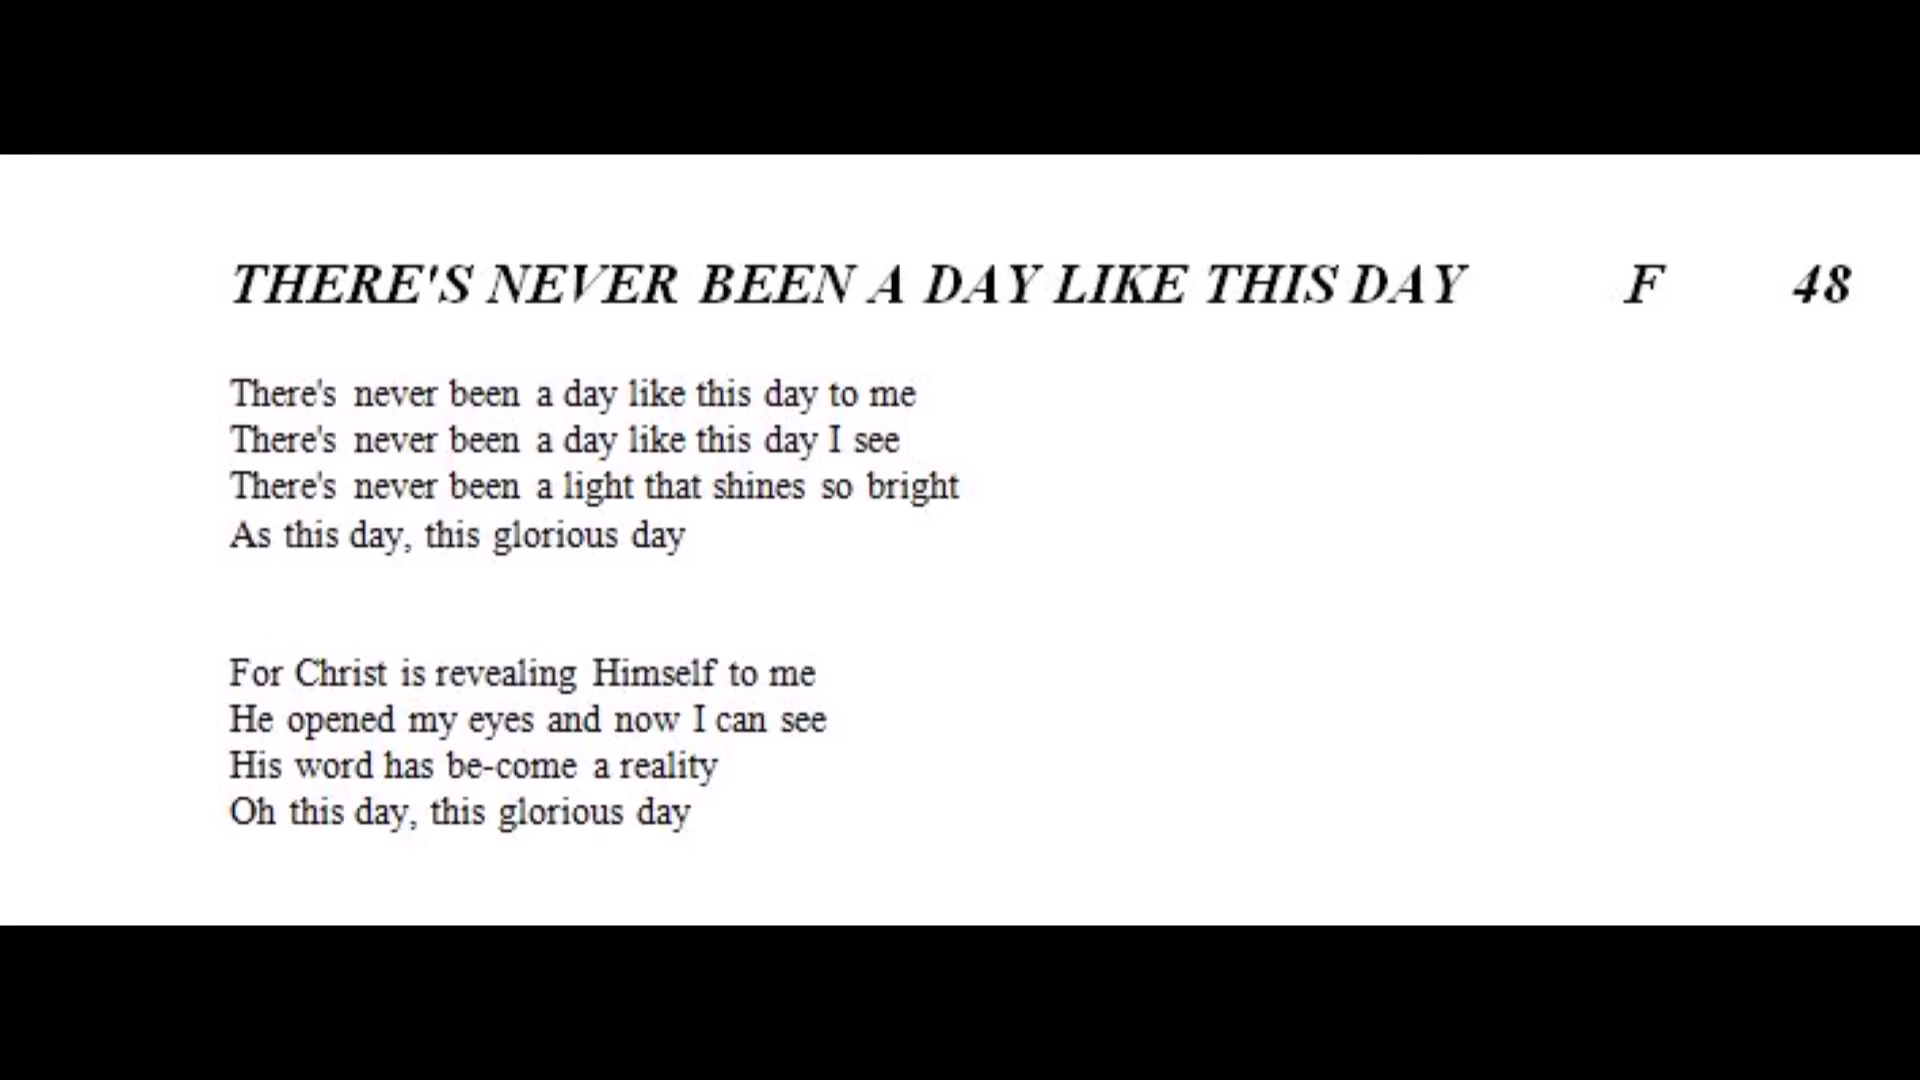 THERE'S NEVER BEEN A DAY LIKE THIS DAY F 48
There's never been a day like this day to me
There's never been a day like this day I see
There's never been a light that shines so bright
As this day, this glorious day
For Christ is revealing Himself to me
He opened my eyes and now I can see
His word has be-come a reality
Oh this day, this glorious day